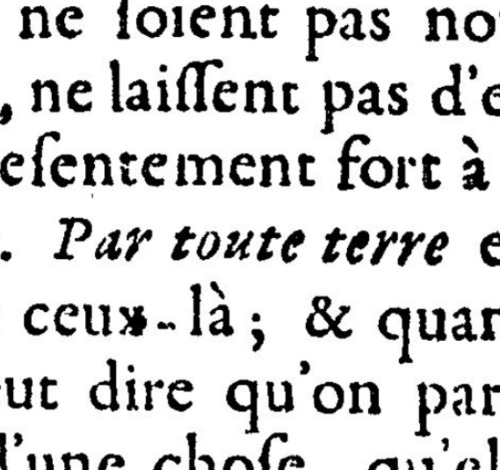 ne ſoient pas no
, ne laiſſent pas d'e
eſentement fort à
. Par toute terre e
ceux-là ; & quar
ut dire qu'on par
l'une choſe, qu'el